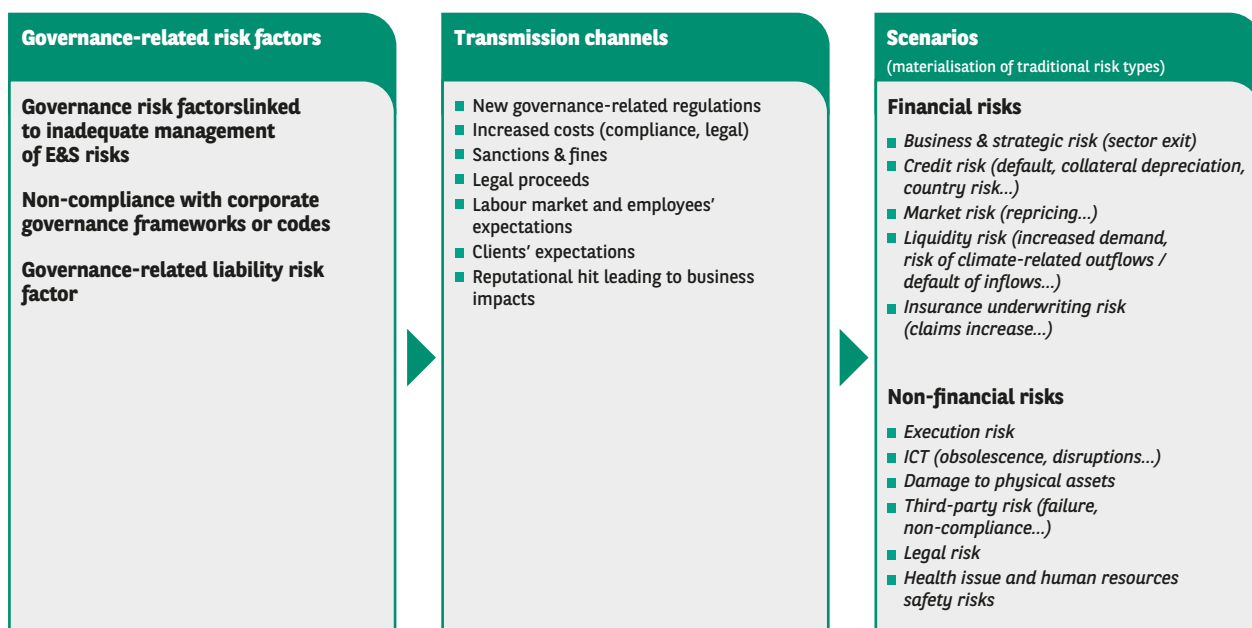 Governance-related risk factors
Governance risk factorslinked
to inadequate management
of E&S risks
Non-compliance with corporate
governance frameworks or codes
Governance-related liability risk
factor
Transmission channels
New governance-related regulations
Increased costs (compliance, legal)
Sanctions & fines
Legal proceeds
Labour market and employees’
expectations
Clients’ expectations
Reputational hit leading to business
impacts
Scenarios
(materialisation of traditional risk types)
Financial risks
Business & strategic risk (sector exit)
Credit risk (default, collateral depreciation,
country risk...)
Market risk (repricing...)
Liquidity risk (increased demand,
risk of climate-related outflows /
default of inflows...)
Insurance underwriting risk
(claims increase...)
Non-financial risks
Execution risk
ICT (obsolescence, disruptions...)
Damage to physical assets
Third-party risk (failure,
non-compliance...)
Legal risk
Health issue and human resources
safety risks